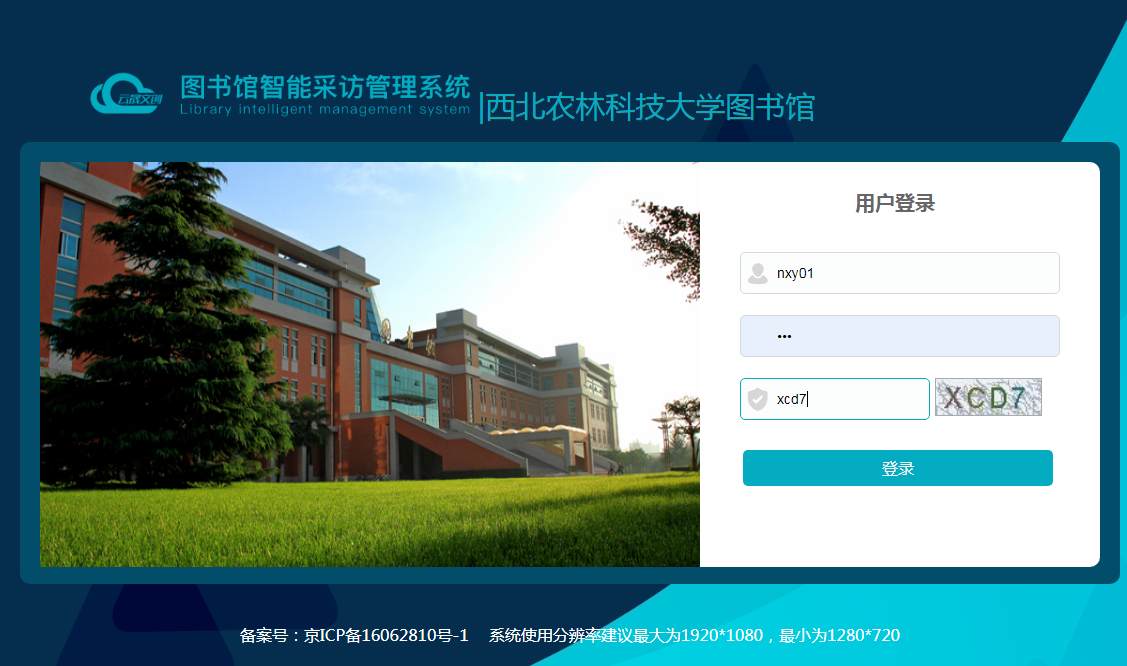 云晟文创
图书馆智能采访管理系统
Library intelligent management system
|西北农林科技大学图书馆
用户登录
nxy01
•••
xcd7
XCD7
登录
备案号：京ICP备16062810号-1 系统使用分辨率建议最大为1920*1080，最小为1280*720